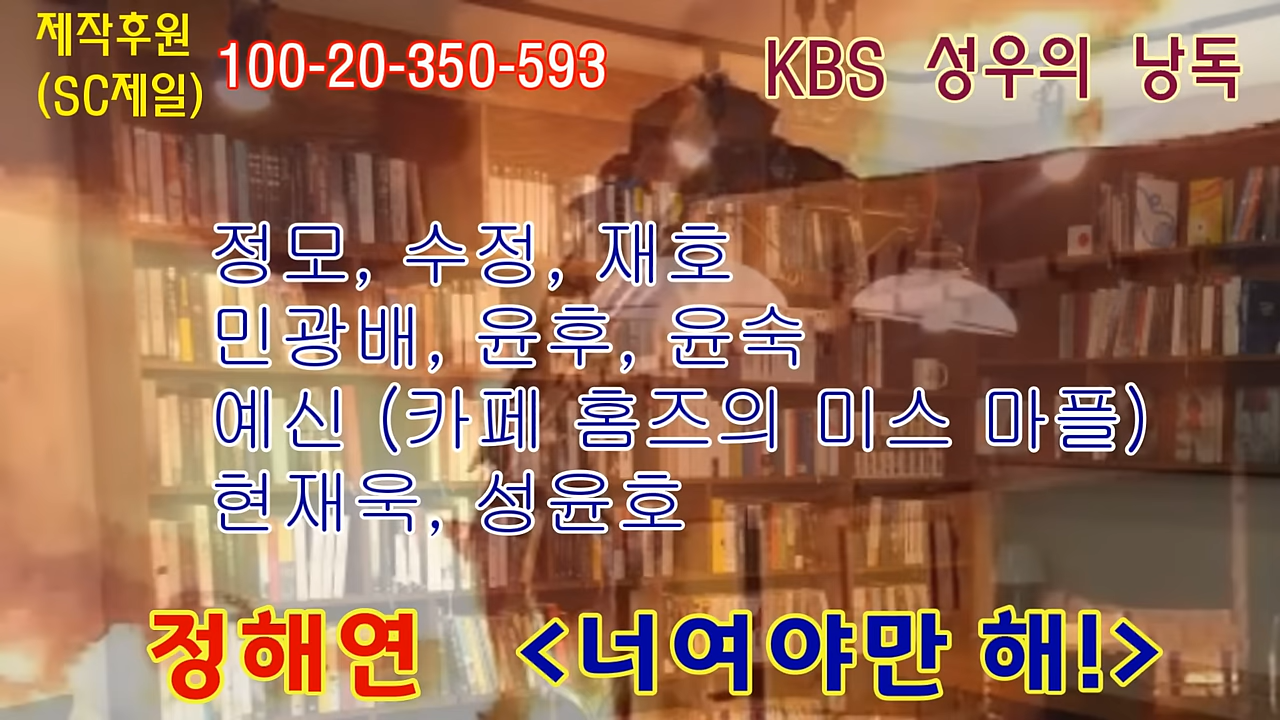 제작후원
(SC제일)
100-20-350-593
KBS 성우의 낭독
정모, 수정, 재호
민광배, 윤후, 윤숙
예신 (카페 홈즈의 미스 마플)
현재욱, 성윤호
정해연 <너여야만 해!>